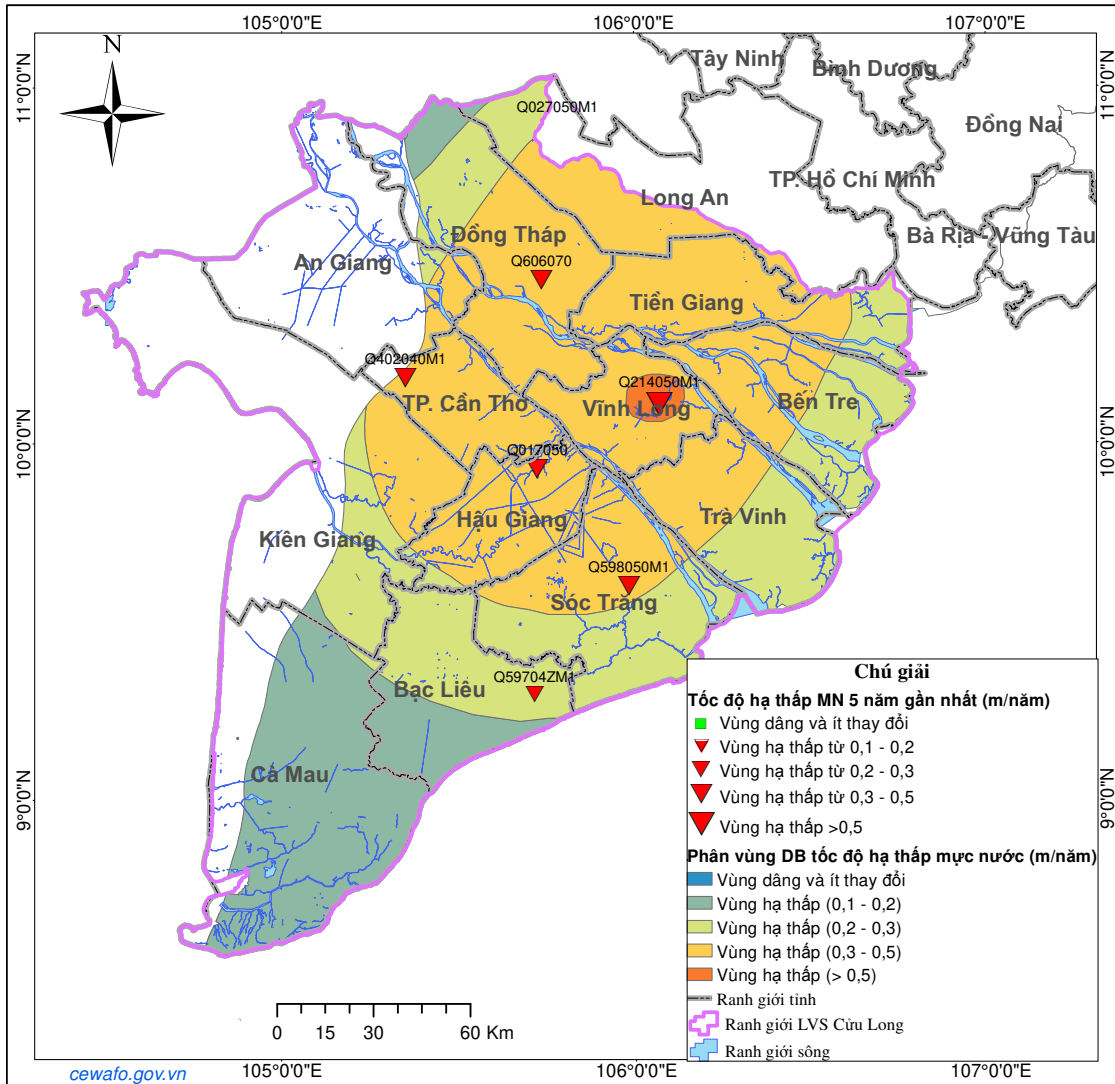 105°0'0"N
106°0'0"N
107°0'0"N
11°0'0"N
11°0'0"N
N
Tây Ninh
Bình Dương
Q027050M1
Đồng Nai
TP. Hồ Chí Minh
Long An
Bà Rịa - Vũng Tàu
Đồng Tháp
An Giang
Q606070
Tiền Giang
Q402040M1
Q214050M1
TP. Cần Thơ
Vĩnh Long
Bến Tre
10°0'0"N
10°0'0"N
Q017050
Hậu Giang
Trà Vinh
Kiên Giang
Q598050M1
Sóc Trăng
Q59704ZM1
Bạc Liêu
Cà Mau
9°0'0"N
9°0'0"N
Chú giải
Tốc độ hạ thấp MN 5 năm gần nhất (m/năm)
Vùng dâng và ít thay đổi
Vùng hạ thấp từ 0,1 - 0,2
Vùng hạ thấp từ 0,2 - 0,3
Vùng hạ thấp từ 0,3 - 0,5
Vùng hạ thấp >0,5
Phân vùng DB tốc độ hạ thấp mực nước (m/năm)
Vùng dâng và ít thay đổi
Vùng hạ thấp (0,1 - 0,2)
Vùng hạ thấp (0,2 - 0,3)
Vùng hạ thấp (0,3 - 0,5)
Vùng hạ thấp (> 0,5)
Ranh giới tỉnh
Ranh giới LVS Cửu Long
Ranh giới sông
0 15 30 60 Km
cewafo.gov.vn
105°0'0"N
106°0'0"N
107°0'0"N